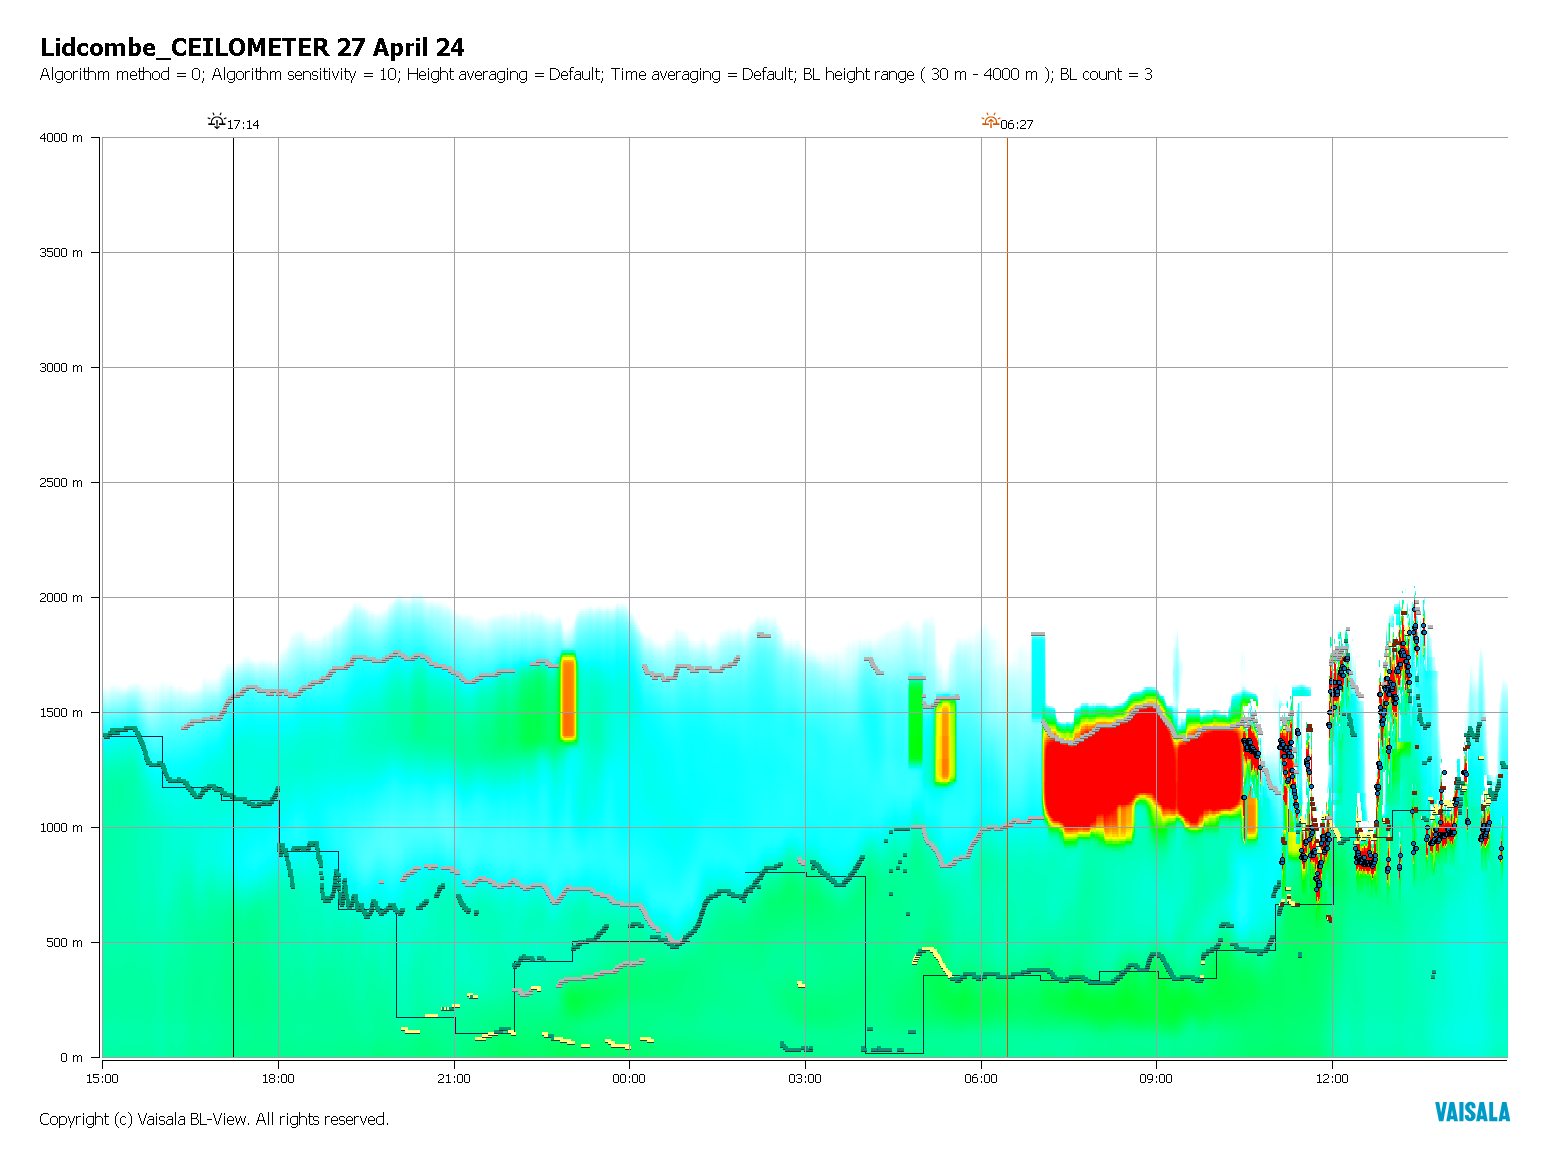 Lidcombe_CEILOMETER 27 April 24
Algorithm method = 0; Algorithm sensitivity = 10; Height averaging = Default; Time averaging = Default; BL height range ( 30 m - 4000 m ); BL count = 3
17:14 06:27
4000 m
3500 m
3000 m
2500 m
2000 m
1500 m
1000 m
500 m
0 m
15:00 18:00 21:00 00:00 03:00 06:00 09:00 12:00
Copyright (c) Vaisala BL-View. All rights reserved.
VAISALA